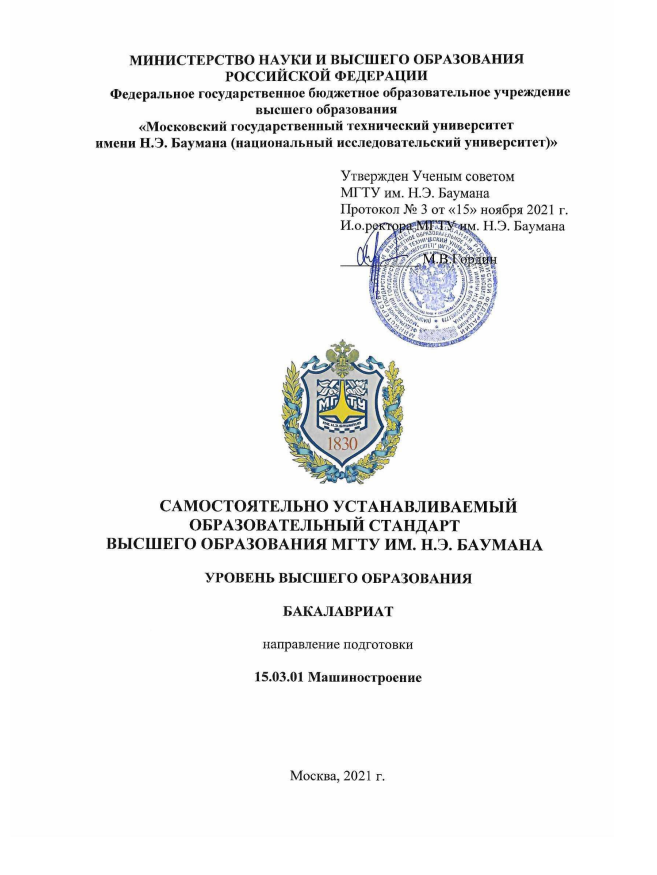 МИНИСТЕРСТВО НАУКИ И ВЫСШЕГО ОБРАЗОВАНИЯ
РОССИЙСКОЙ ФЕДЕРАЦИИ
Федеральное государственное бюджетное образовательное учреждение
высшего образования
«Московский государственный технический университет
имени Н.Э. Баумана (национальный исследовательский университет)»
Утвержден Ученым советом
МГТУ им. Н.Э. Баумана
Протокол № 3 от «15» ноября 2021 г.
И.о.ректора МГТУ им. Н.Э. Баумана
М.В.Гордин
МГТУ
1830
САМОСТОЯТЕЛЬНО УСТАНАВЛИВАЕМЫЙ
ОБРАЗОВАТЕЛЬНЫЙ СТАНДАРТ
ВЫСШЕГО ОБРАЗОВАНИЯ МГТУ ИМ. Н.Э. БАУМАНА
УРОВЕНЬ ВЫСШЕГО ОБРАЗОВАНИЯ
БАКАЛАВРИАТ
направление подготовки
15.03.01 Машиностроение
Москва, 2021 г.